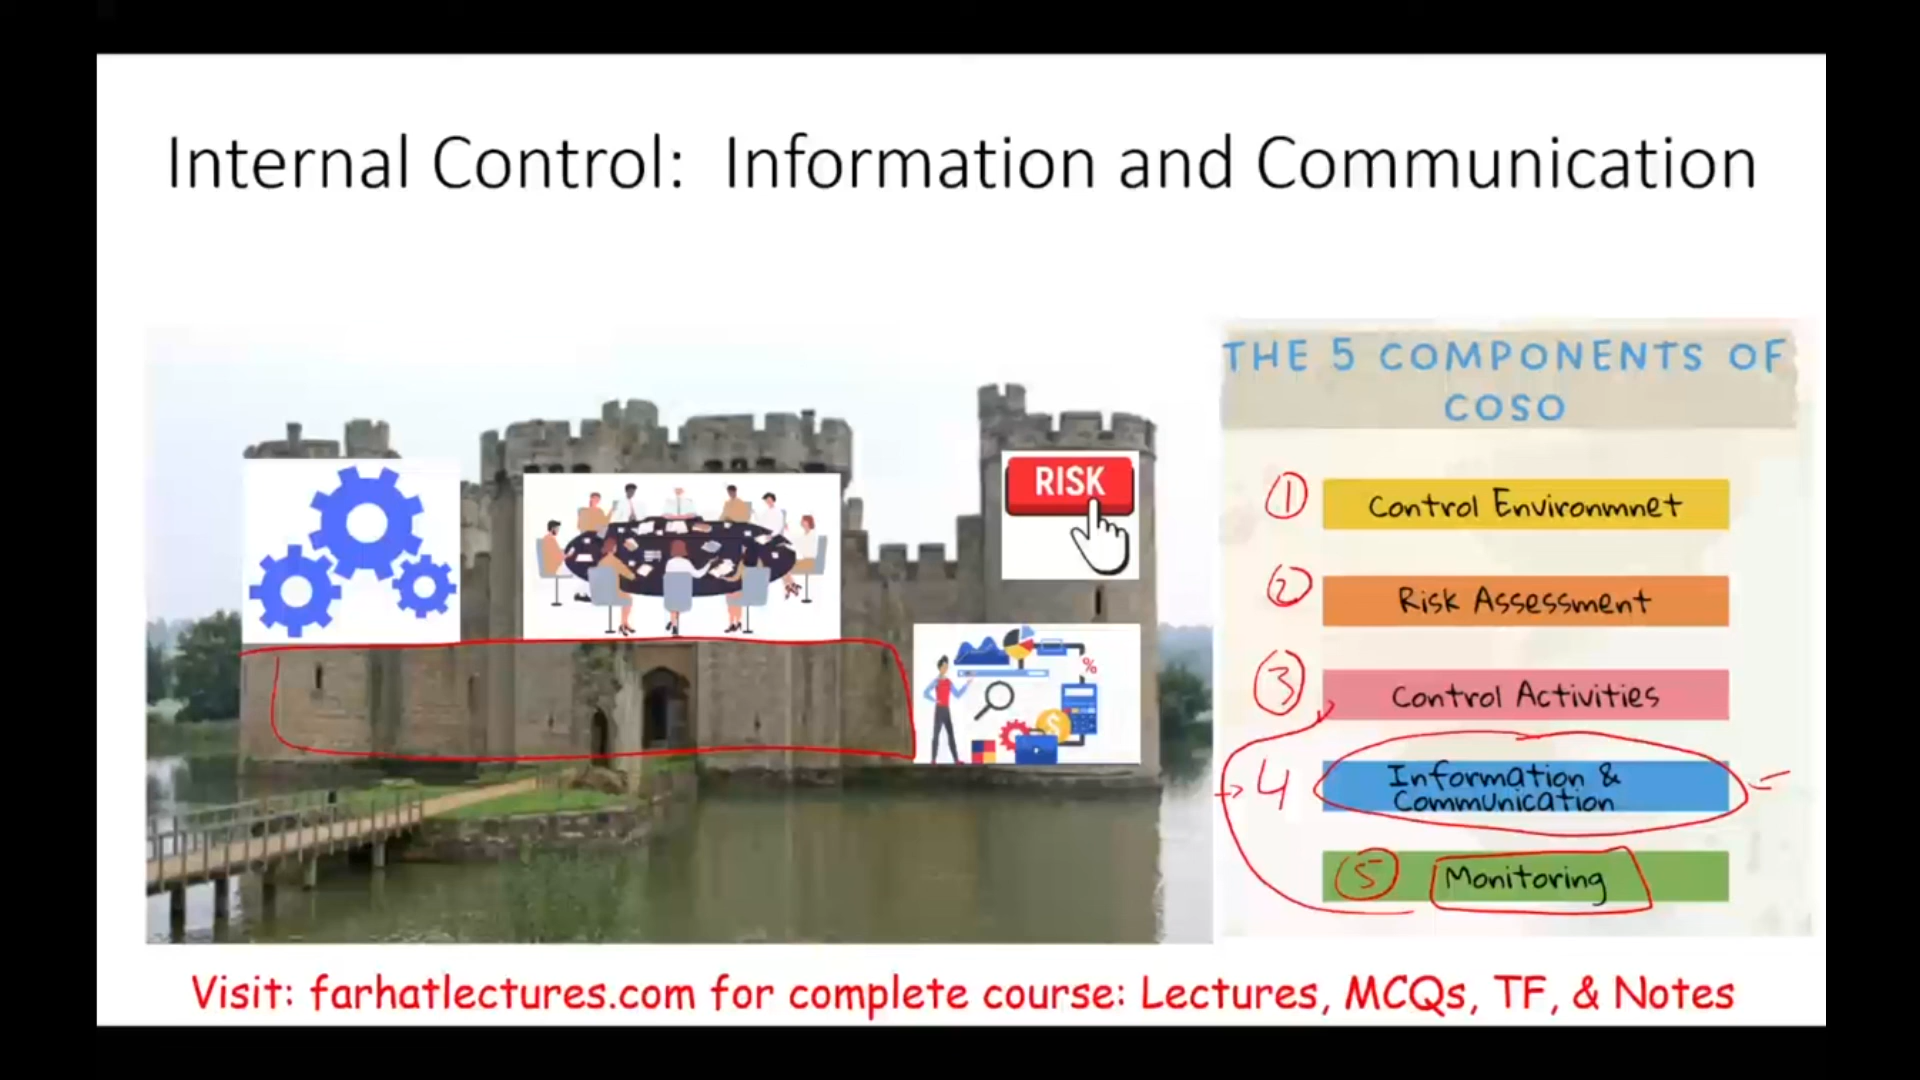 Internal Control: Information and Communication
THE 5 COMPONENTS OF
COSO
RISK
%
$
1 Control Environmnet
2 Risk Assessment
3 Control Activities
4 Information &
Communication
5 Monitoring
Visit: farhatlectures.com for complete course: Lectures, MCQs, TF, & Notes